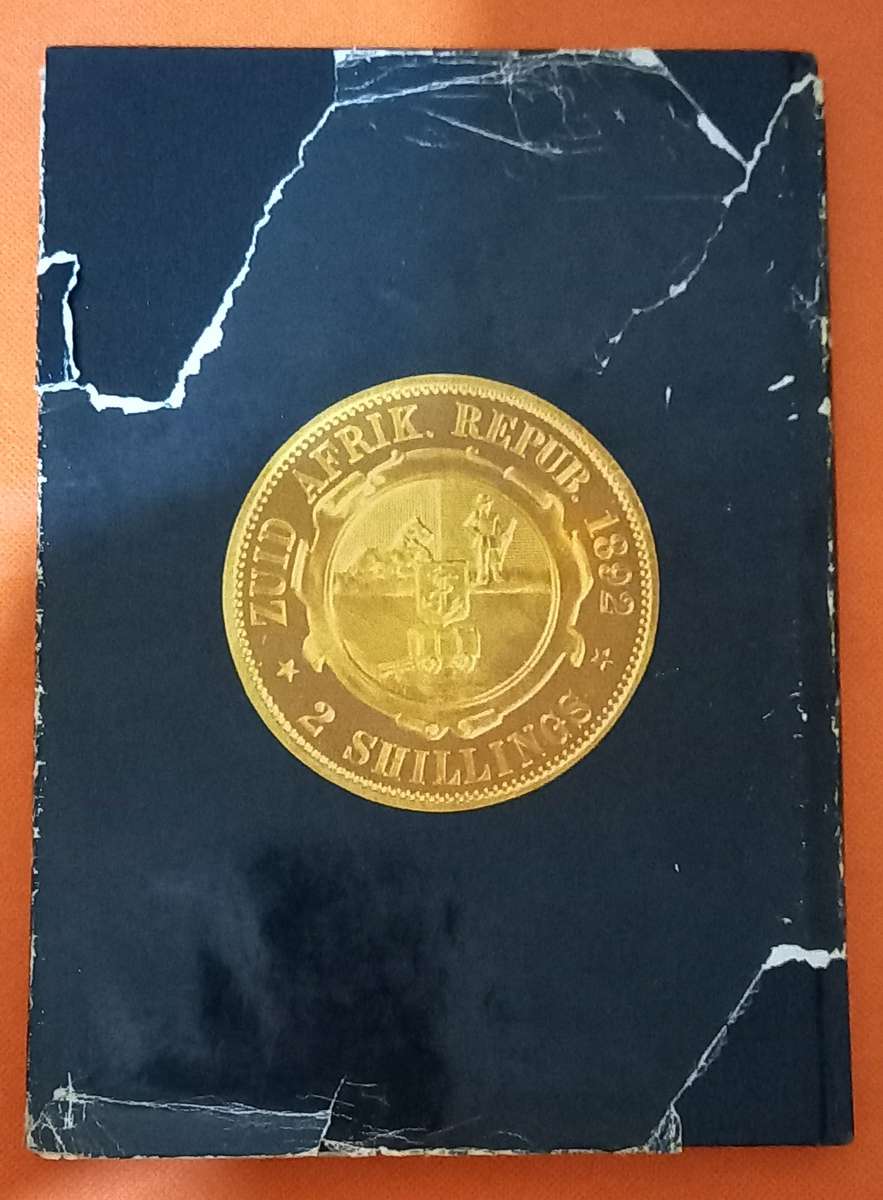 ZUID AFRIK. REPUB. 1892
2 SHILLINGS